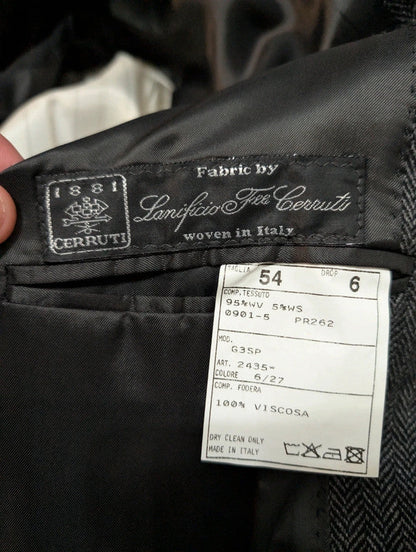 1881
CERRUTI
Fabric by
Lanificio Flli Cerruti
woven in Italy
TAGLIA 54 DROP 6
COMP. TESSUTO
95%WV 5%WS
0901-5 PR262
MOD.
G3SP
ART. 2435-
COLORE 6/27
COMP. FODERA
100% VISCOSA
DRY CLEAN ONLY
MADE IN ITALY
A